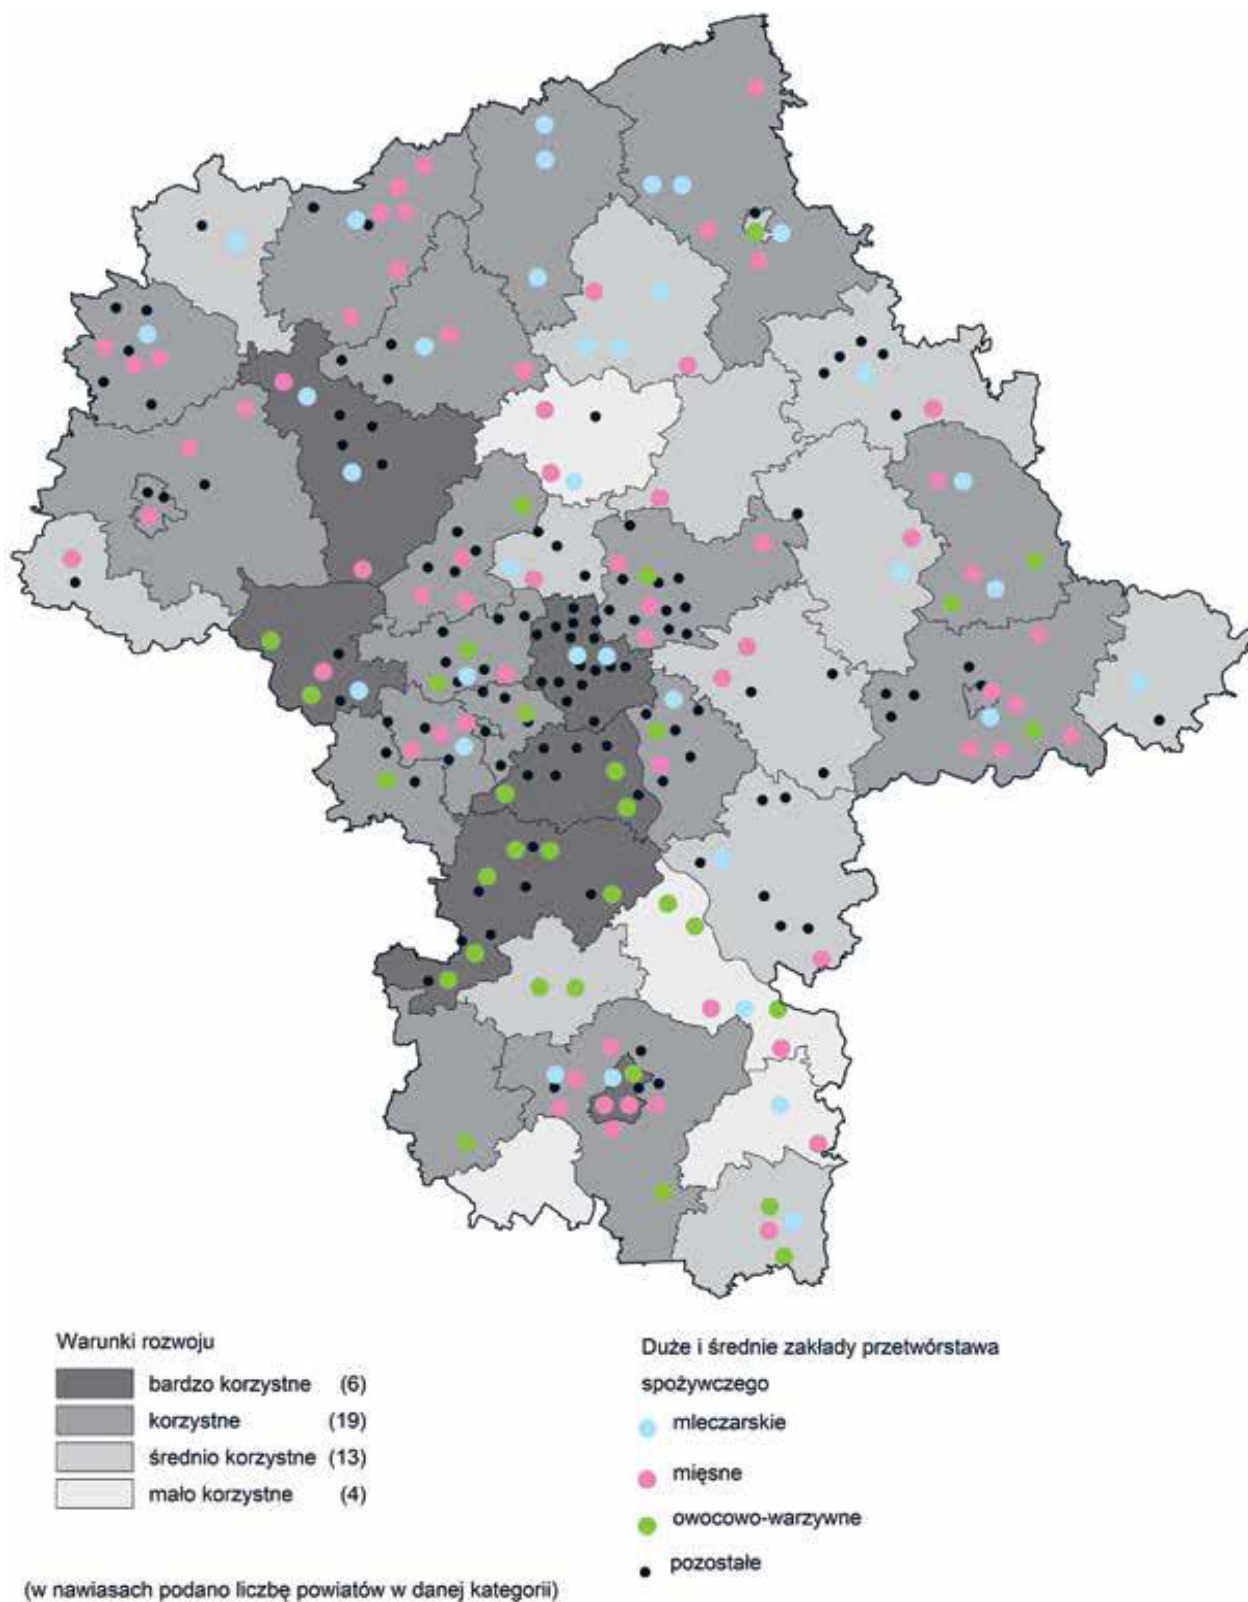 Warunki rozwoju
bardzo korzystne (6)
korzystne (19)
średnio korzystne (13)
mało korzystne (4)
Duże i średnie zakłady przetwórstawa
spożywczego
mleczarskie
mięsne
owocowo-warzywne
pozostałe
(w nawiasach podano liczbę powiatów w danej kategorii)